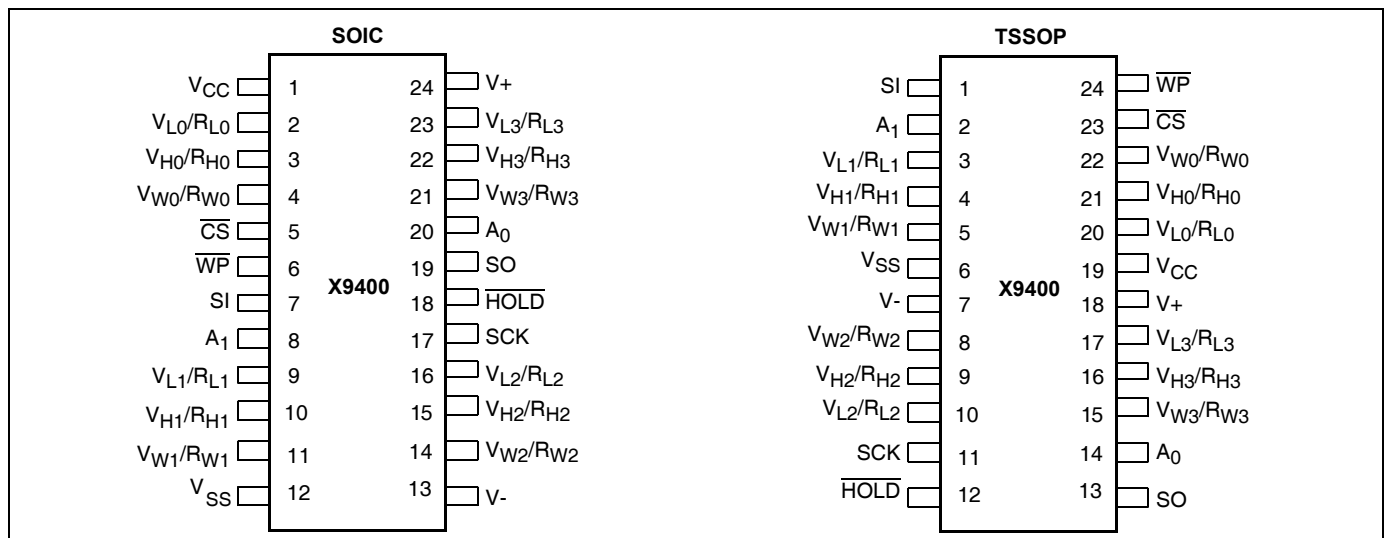 SOIC
VCC 1 24 V+
VL0/RL0 2 23 VL3/RL3
VH0/RH0 3 22 VH3/RH3
VW0/RW0 4 21 VW3/RW3
C̅S̅ 5 20 A0
W̅P̅ 6 19 SO
X9400
SI 7 18 H̅O̅L̅D̅
A1 8 17 SCK
VL1/RL1 9 16 VL2/RL2
VH1/RH1 10 15 VH2/RH2
VW1/RW1 11 14 VW2/RW2
VSS 12 13 V-
TSSOP
SI 1 24 W̅P̅
A1 2 23 C̅S̅
VL1/RL1 3 22 VW0/RW0
VH1/RH1 4 21 VH0/RH0
VW1/RW1 5 20 VL0/RL0
VSS 6 19 VCC
X9400
V- 7 18 V+
VW2/RW2 8 17 VL3/RL3
VH2/RH2 9 16 VH3/RH3
VL2/RL2 10 15 VW3/RW3
SCK 11 14 A0
H̅O̅L̅D̅ 12 13 SO